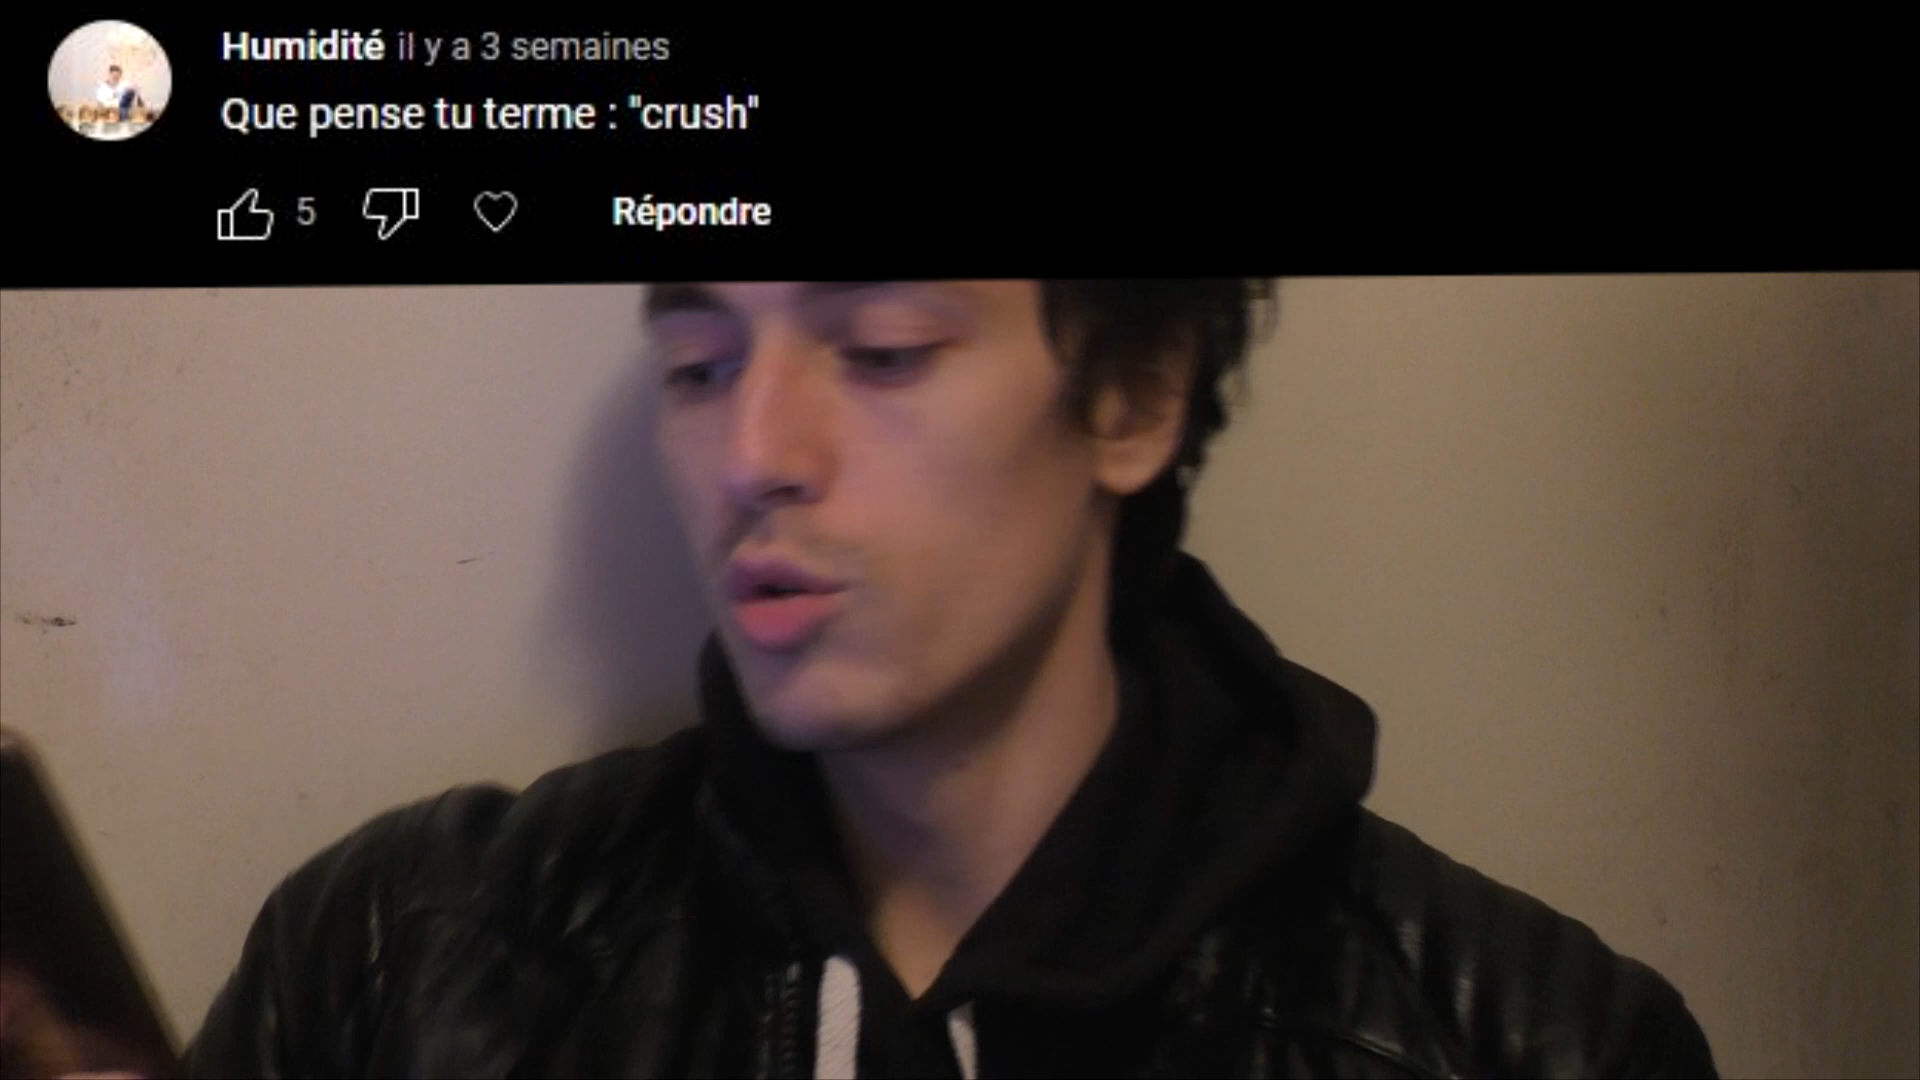 Humidité il y a 3 semaines
Que pense tu terme : "crush"
5 Répondre